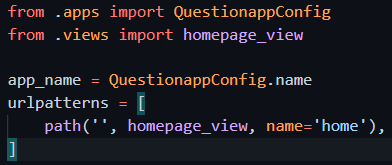 from .apps import QuestionappConfig
from .views import homepage_view

app_name = QuestionappConfig.name
urlpatterns = [
    path('', homepage_view, name='home'),
]